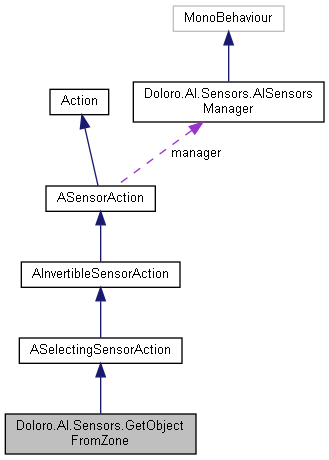 MonoBehaviour
Doloro.AI.Sensors.AISensors
Manager
Action
manager
ASensorAction
AInvertibleSensorAction
ASelectingSensorAction
Doloro.AI.Sensors.GetObject
FromZone